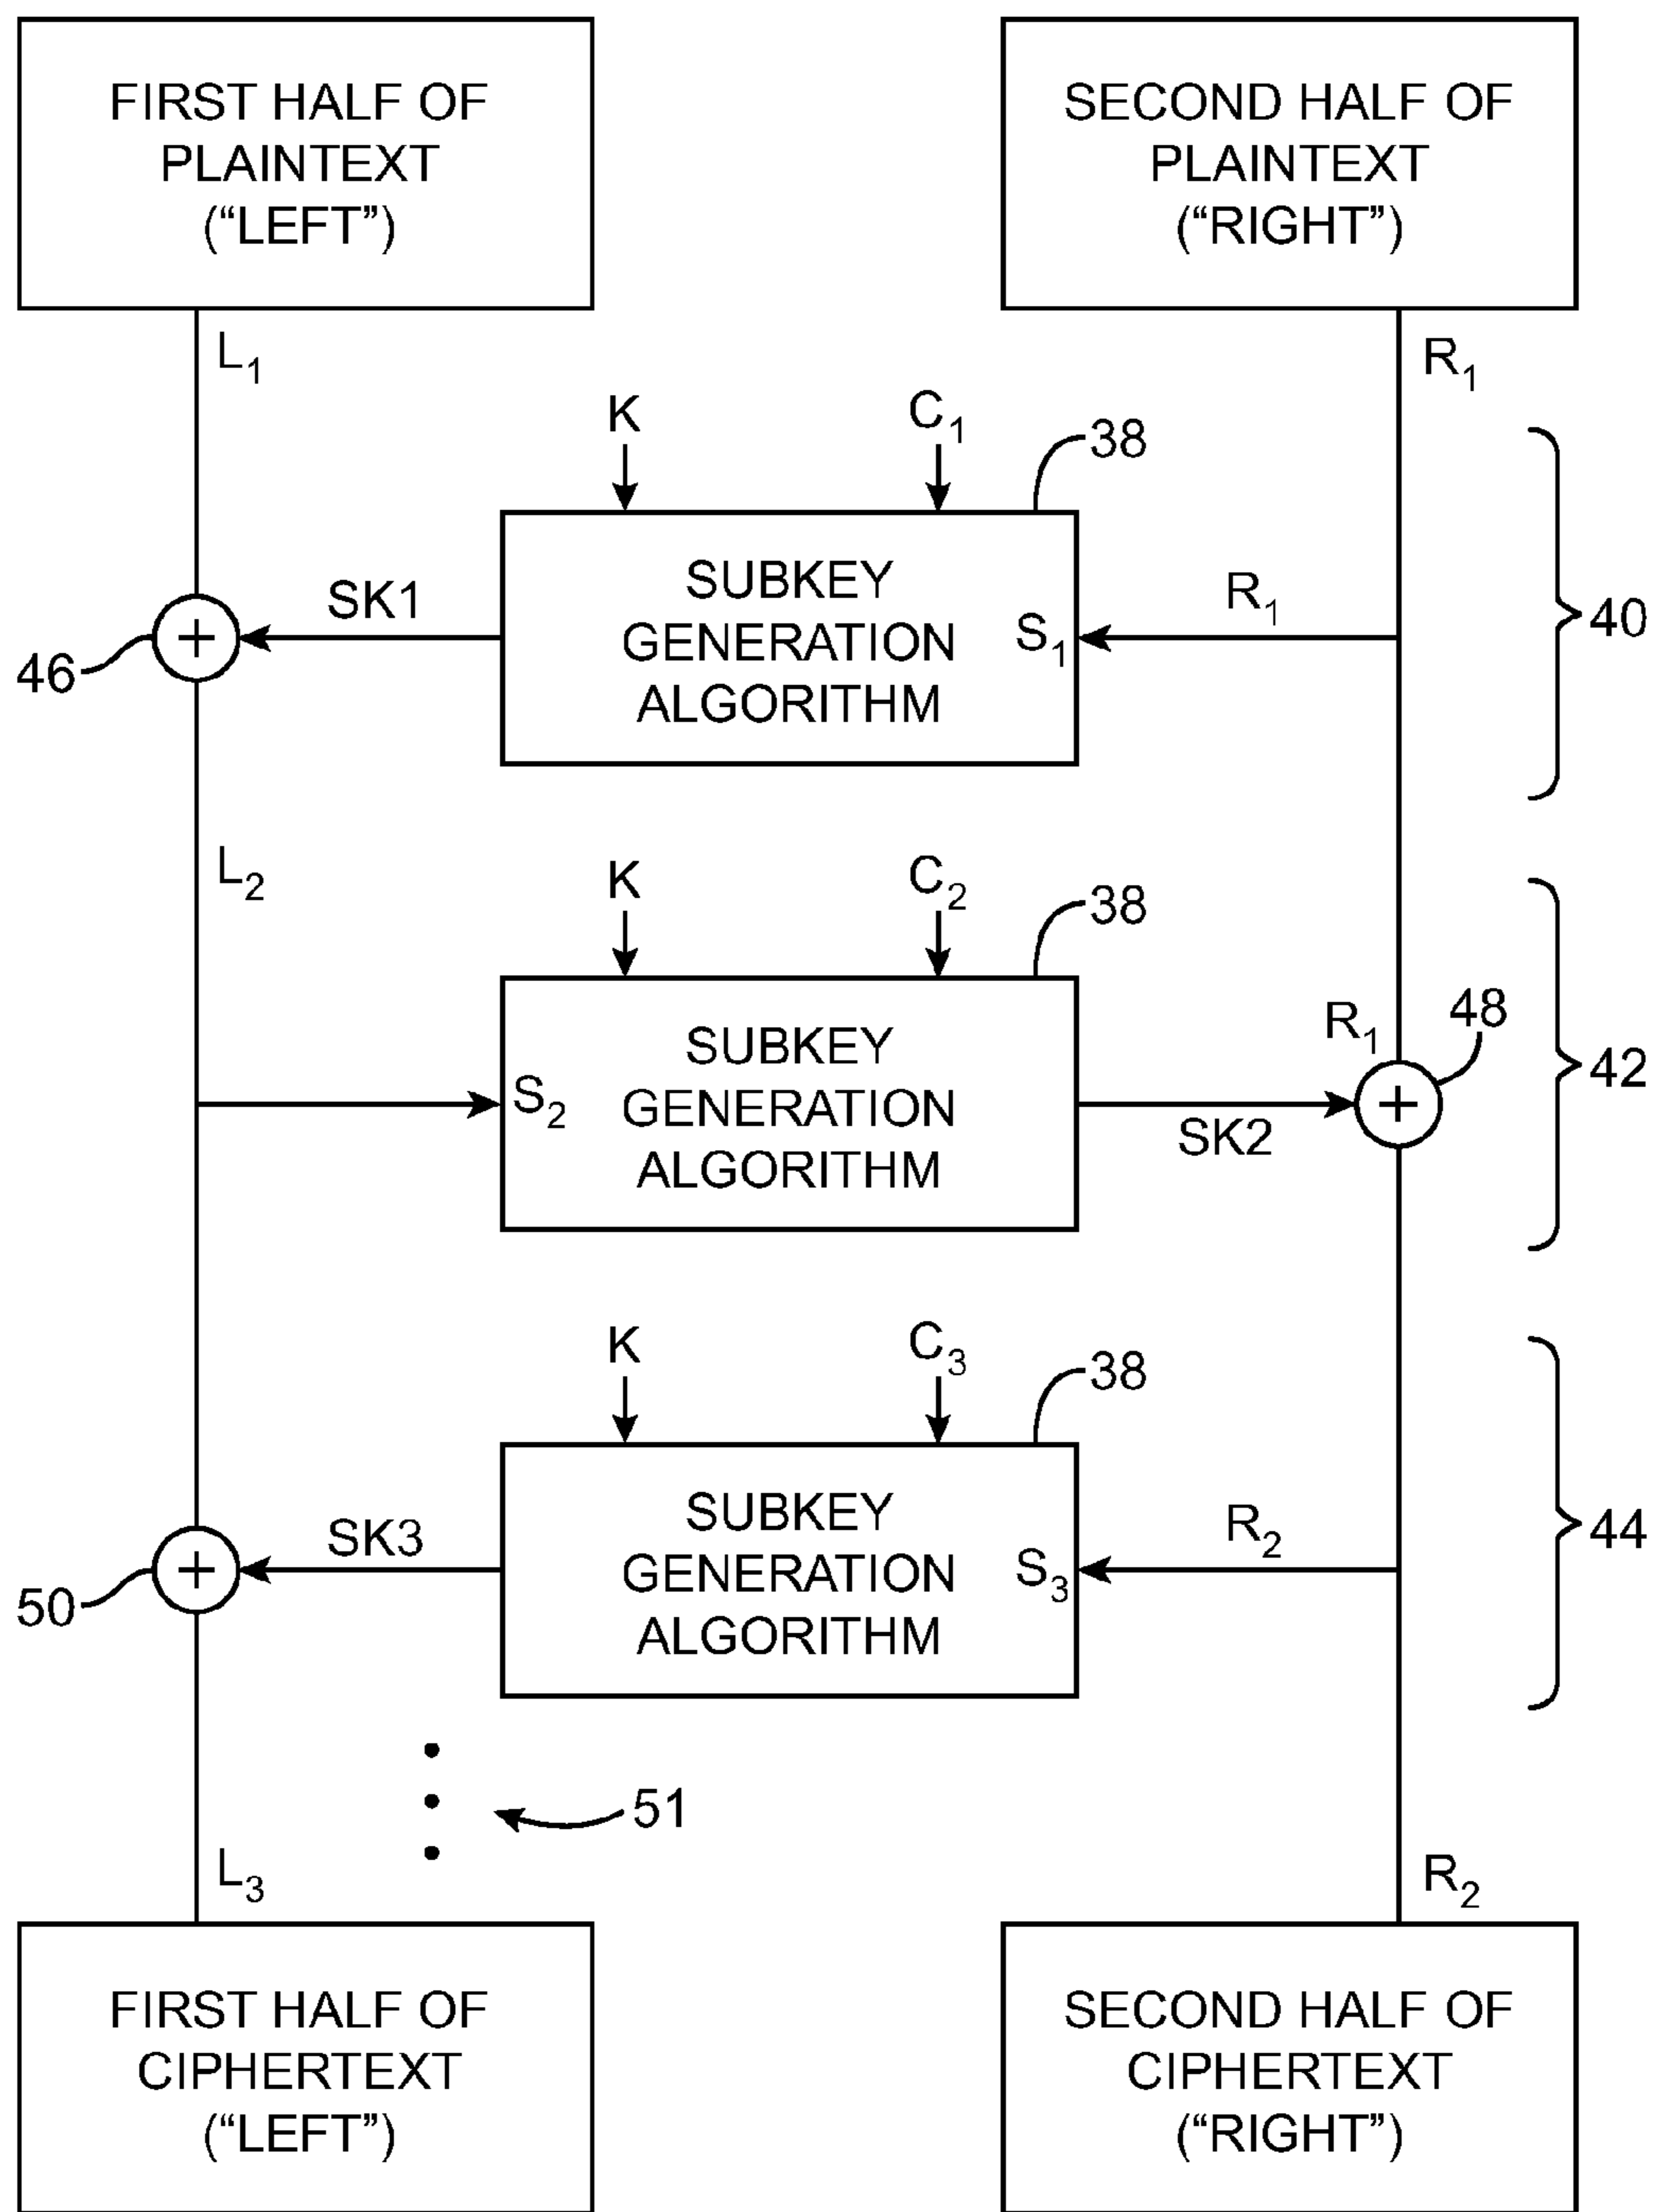 FIRST HALF OF
PLAINTEXT
(“LEFT”)
SECOND HALF OF
PLAINTEXT
(“RIGHT”)
L₁
R₁
K
C₁
38
SUBKEY
GENERATION
ALGORITHM
S₁
SK1
R₁
40
46
L₂
K
C₂
38
SUBKEY
GENERATION
ALGORITHM
S₂
SK2
R₁
48
42
K
C₃
38
SUBKEY
GENERATION
ALGORITHM
S₃
SK3
R₂
44
50
51
L₃
R₂
FIRST HALF OF
CIPHERTEXT
(“LEFT”)
SECOND HALF OF
CIPHERTEXT
(“RIGHT”)